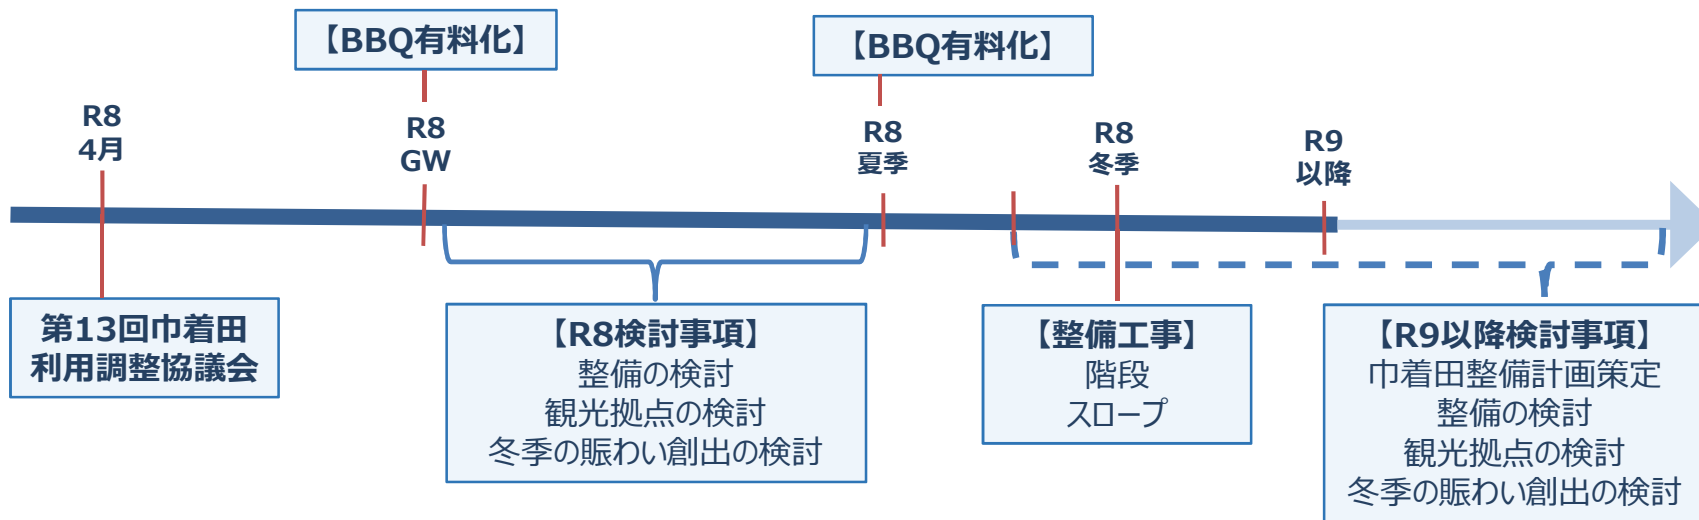 【BBQ有料化】
【BBQ有料化】
R8
4月
R8
GW
R8
夏季
R8
冬季
R9
以降
第13回巾着田
利用調整協議会
【R8検討事項】
整備の検討
観光拠点の検討
冬季の賑わい創出の検討
【整備工事】
階段
スロープ
【R9以降検討事項】
巾着田整備計画策定
整備の検討
観光拠点の検討
冬季の賑わい創出の検討